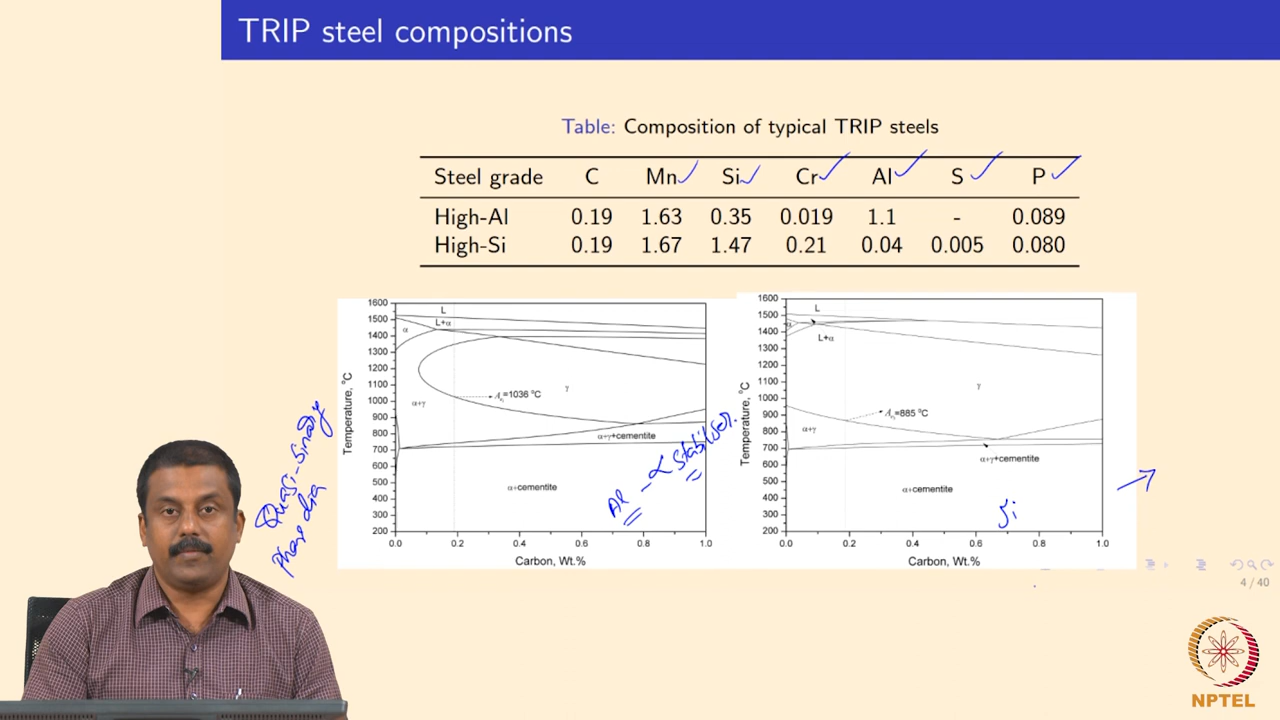 TRIP steel compositions
Table: Composition of typical TRIP steels
Steel grade C Mn Si Cr Al S P
High-Al 0.19 1.63 0.35 0.019 1.1 - 0.089
High-Si 0.19 1.67 1.47 0.21 0.04 0.005 0.080
1600
1500
1400
1300
1200
1100
1000
900
800
700
600
500
400
300
200
Temperature, °C
L
L+α
α
γ
α+γ
=1036 °C
α+γ+cementite
α+cementite
0.0 0.2 0.4 0.6 0.8 1.0
Carbon, Wt.%
Al - α stabiliser.
Quasi-
phase dia
1600
1500
1400
1300
1200
1100
1000
900
800
700
600
500
400
300
200
Temperature, °C
L
α
L+α
γ
=885 °C
α+γ
α+γ+cementite
α+cementite
Si
0.0 0.2 0.4 0.6 0.8 1.0
Carbon, Wt.%
4 / 40
NPTEL